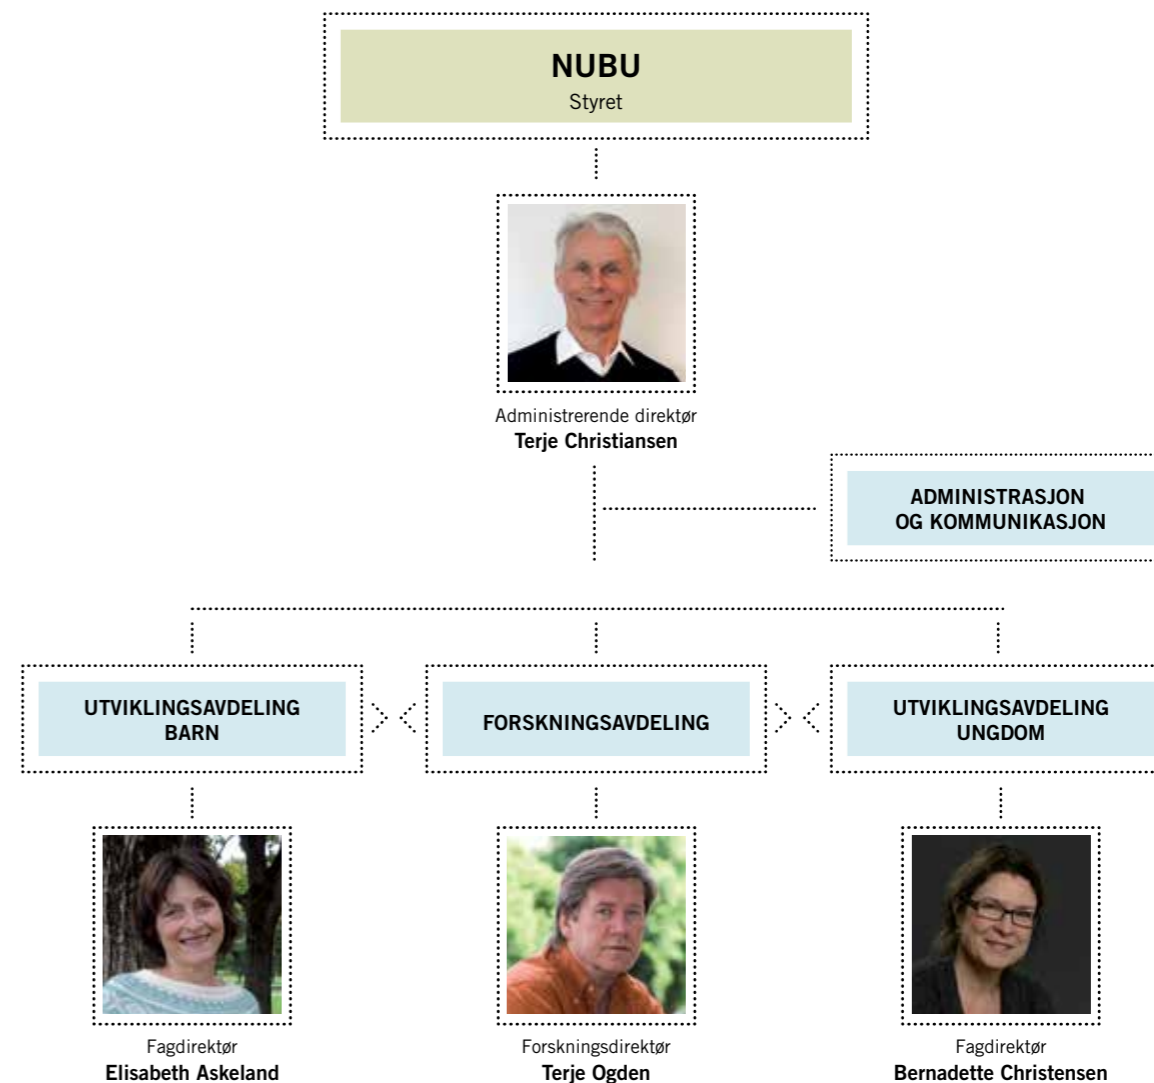 NUBU
Styret
Administrerende direktør
Terje Christiansen
ADMINISTRASJON
OG KOMMUNIKASJON
UTVIKLINGSAVDELING
BARN
FORSKNINGSAVDELING
UTVIKLINGSAVDELING
UNGDOM
Fagdirektør
Elisabeth Askeland
Forskningsdirektør
Terje Ogden
Fagdirektør
Bernadette Christensen